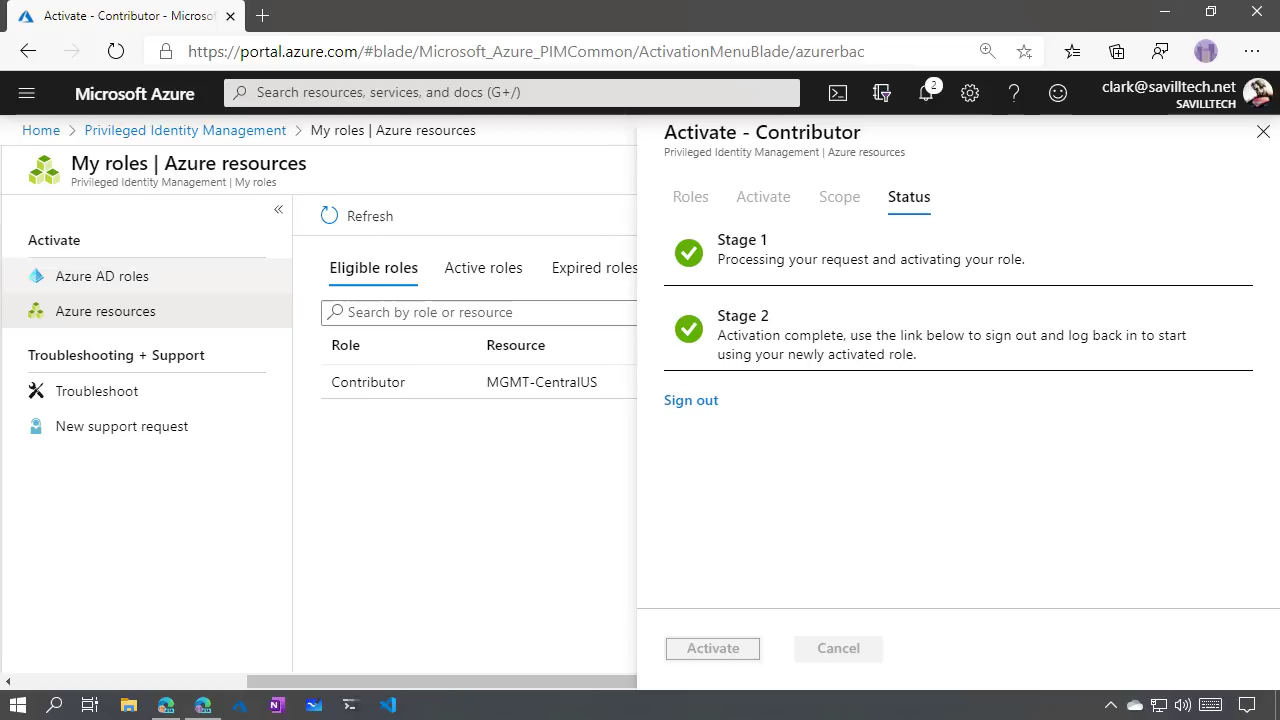 Activate - Contributor - Microsof
https://portal.azure.com/#blade/Microsoft_Azure_PIMCommon/ActivationMenuBlade/azurerbac
Microsoft Azure
Search resources, services, and docs (G+/)
2
clark@savilltech.net
SAVILLTECH
Home > Privileged Identity Management > My roles | Azure resources
My roles | Azure resources
Privileged Identity Management | My roles
Activate
Azure AD roles
Azure resources
Troubleshooting + Support
Troubleshoot
New support request
Refresh
Eligible roles Active roles Expired roles
Search by role or resource
Role Resource
Contributor MGMT-CentralUS
Activate - Contributor
Privileged Identity Management | Azure resources
Roles Activate Scope Status
Stage 1
Processing your request and activating your role.
Stage 2
Activation complete, use the link below to sign out and log back in to start
using your newly activated role.
Sign out
Activate Cancel